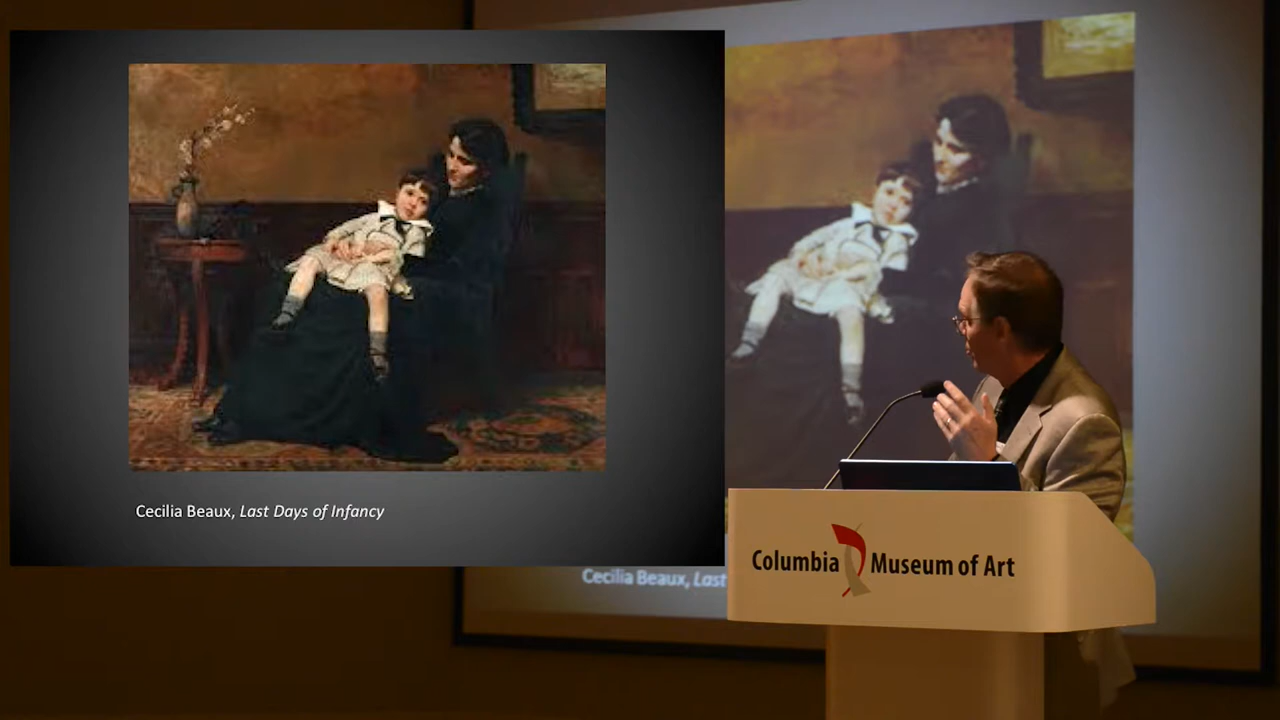 Cecilia Beaux, Last Days of Infancy
Cecilia Beaux, Last
Columbia Museum of Art